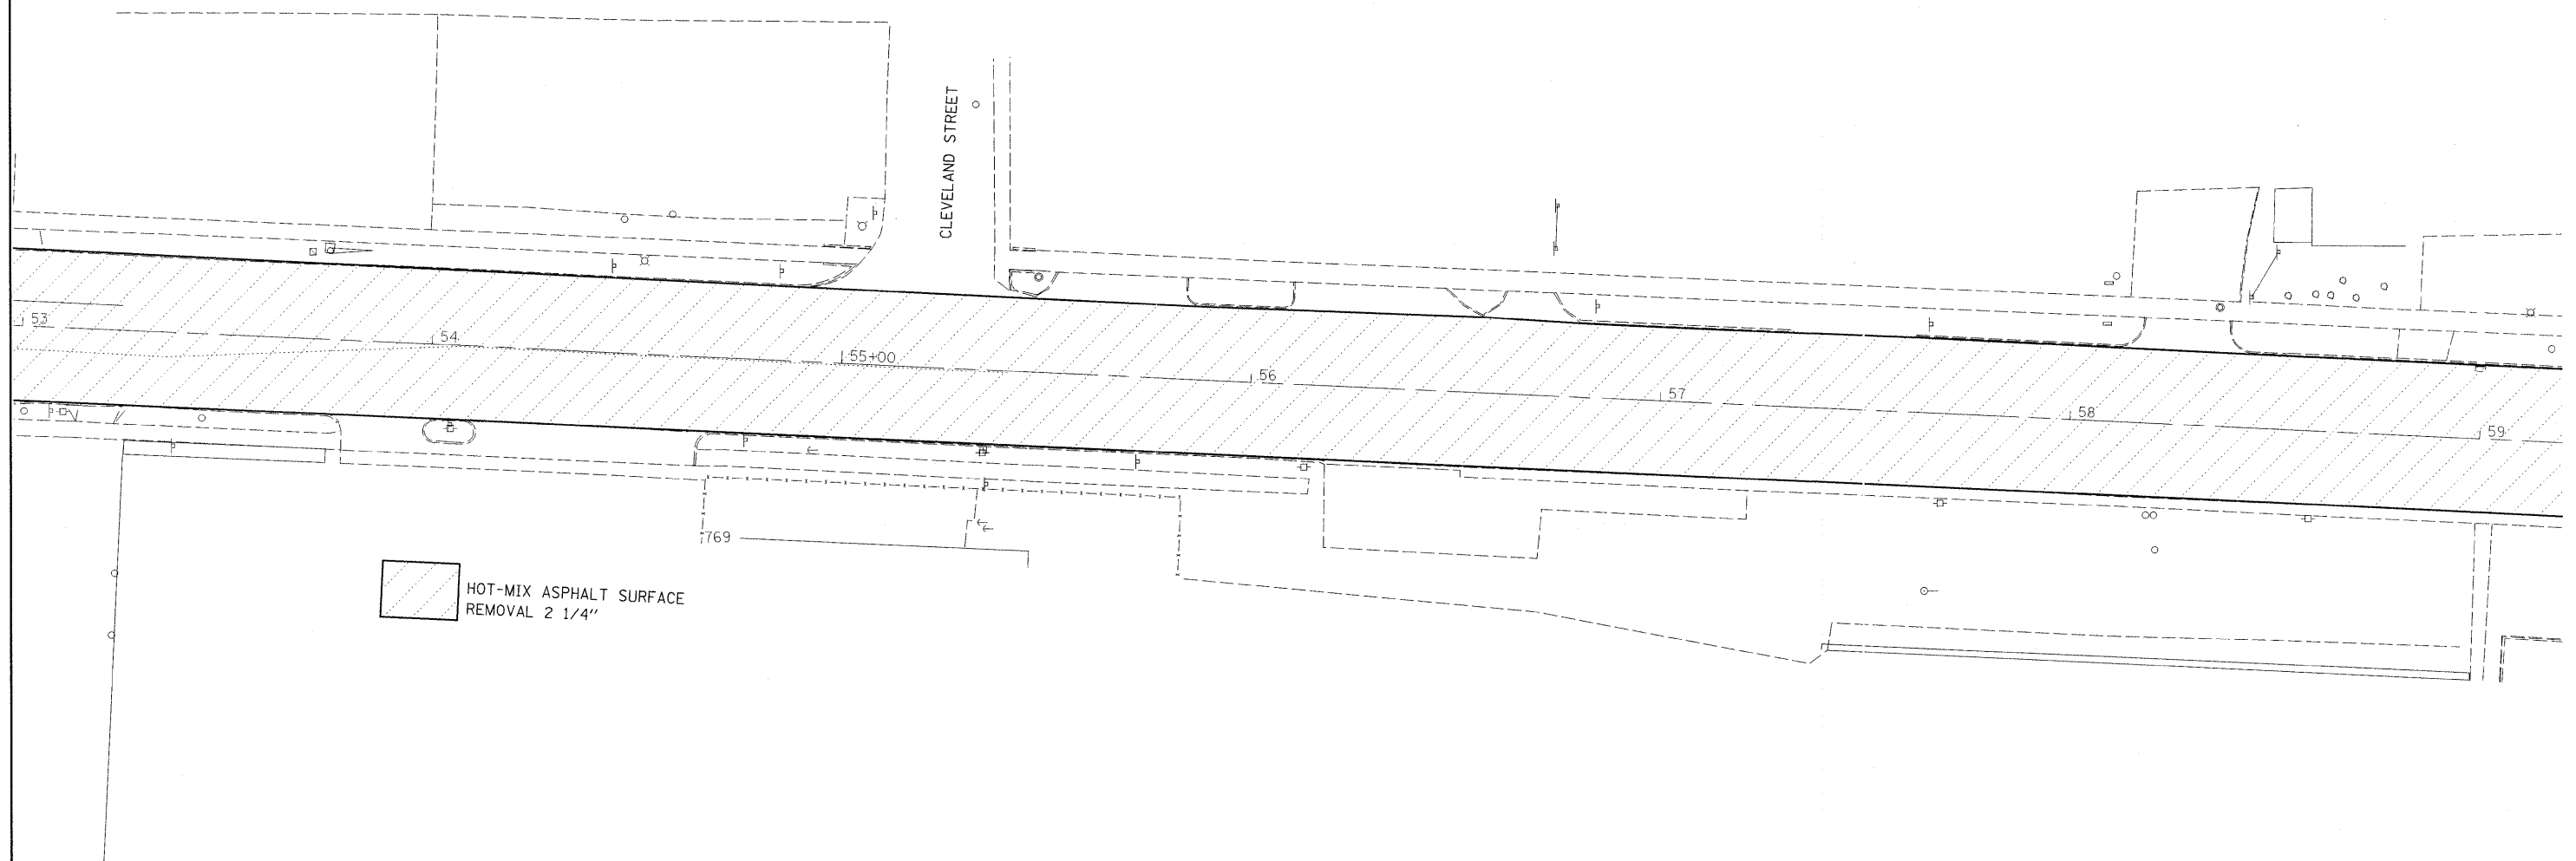 CLEVELAND STREET
53
54
55+00
56
57
58
59
769
HOT-MIX ASPHALT SURFACE
REMOVAL 2 1/4"